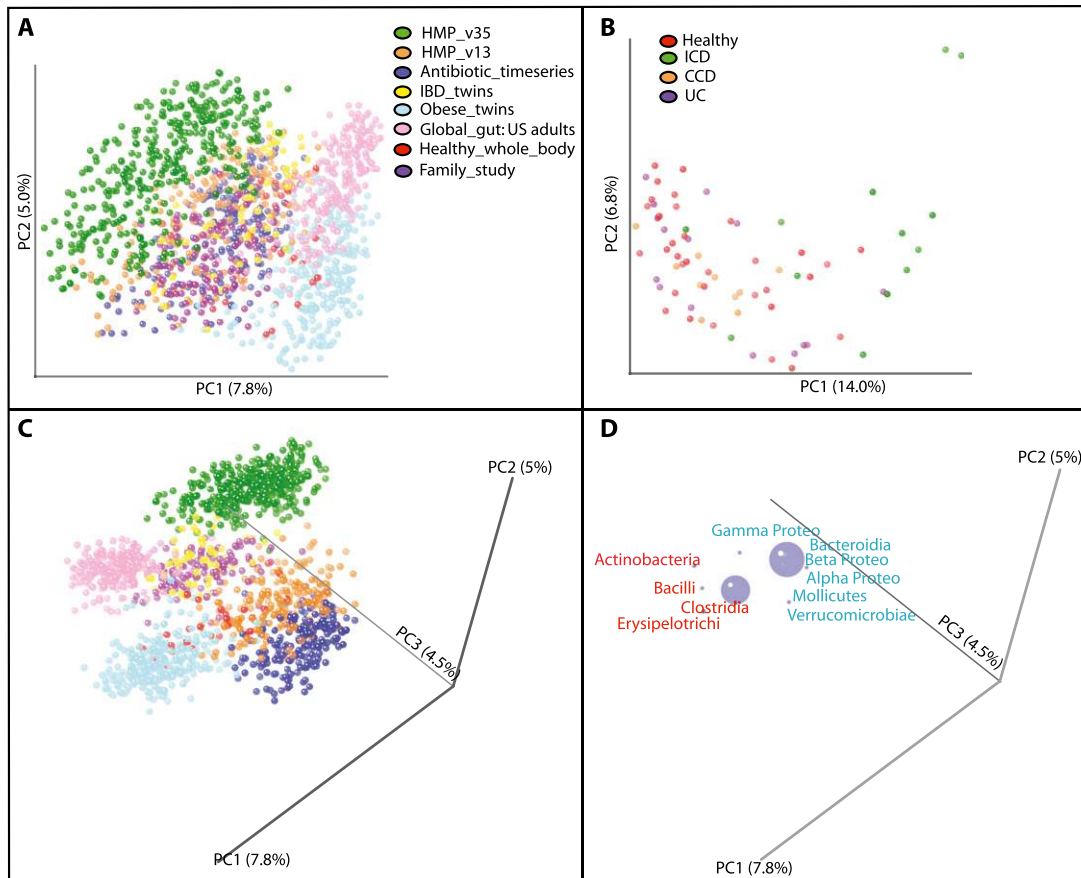 A
HMP_v35
HMP_v13
Antibiotic_timeseries
IBD_twins
Obese_twins
Global_gut: US adults
Healthy_whole_body
Family_study
PC2 (5.0%)
PC1 (7.8%)
B
Healthy
ICD
CCD
UC
PC2 (6.8%)
PC1 (14.0%)
C
PC2 (5%)
PC3 (4.5%)
PC1 (7.8%)
D
PC2 (5%)
Gamma Proteo
Bacteroidia
Actinobacteria
Beta Proteo
Alpha Proteo
Bacilli
Mollicutes
Clostridia
Verrucomicrobiae
Erysipelotrichi
PC3 (4.5%)
PC1 (7.8%)